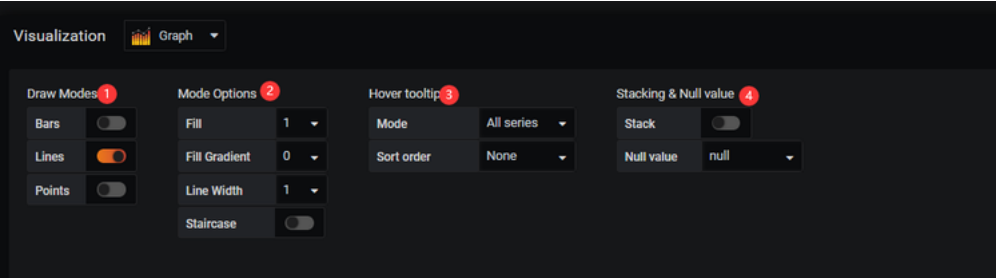 Visualization Graph
Draw Modes 1 Mode Options 2 Hover tooltip 3 Stacking & Null value 4
Bars Fill 1 Mode All series Stack
Lines Fill Gradient 0 Sort order None Null value null
Points Line Width 1
Staircase